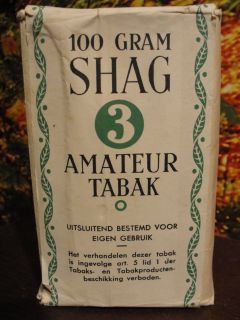 100 GRAM
SHAG
3
AMATEUR
TABAK
UITSLUITEND BESTEMD VOOR
EIGEN GEBRUIK
Het verhandelen dezer tabak
is ingevolge art. 5 lid 1 der
Tabaks- en Tabakproducten-
beschikking verboden.